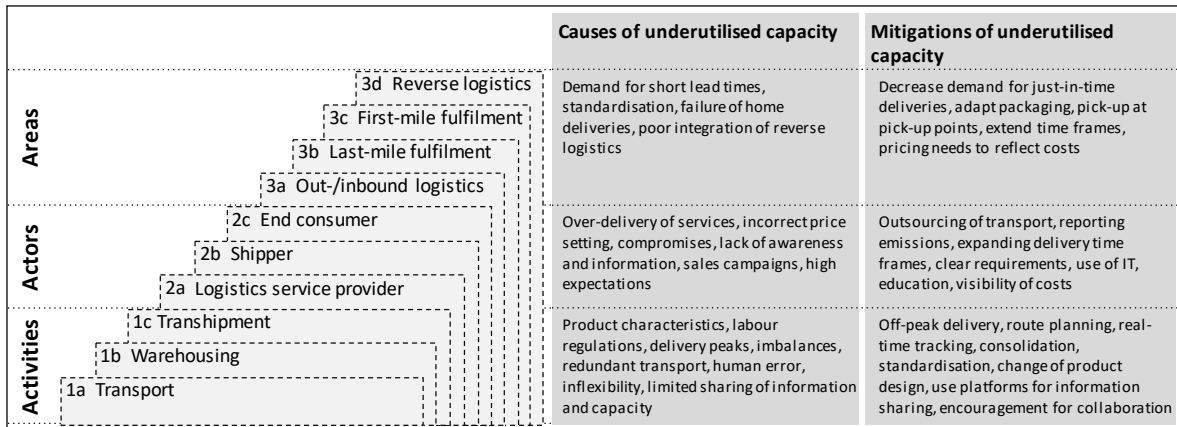 Causes of underutilised capacity
Mitigations of underutilised
capacity
Areas
3d Reverse logistics
3c First-mile fulfilment
3b Last-mile fulfilment
3a Out-/inbound logistics
Demand for short lead times,
standardisation, failure of home
deliveries, poor integration of reverse
logistics
Decrease demand for just-in-time
deliveries, adapt packaging, pick-up at
pick-up points, extend time frames,
pricing needs to reflect costs
Actors
2c End consumer
2b Shipper
2a Logistics service provider
Over-delivery of services, incorrect price
setting, compromises, lack of awareness
and information, sales campaigns, high
expectations
Outsourcing of transport, reporting
emissions, expanding delivery time
frames, clear requirements, use of IT,
education, visibility of costs
Activities
1c Transhipment
1b Warehousing
1a Transport
Product characteristics, labour
regulations, delivery peaks, imbalances,
redundant transport, human error,
inflexibility, limited sharing of information
and capacity
Off-peak delivery, route planning, real-
time tracking, consolidation,
standardisation, change of product
design, use platforms for information
sharing, encouragement for collaboration